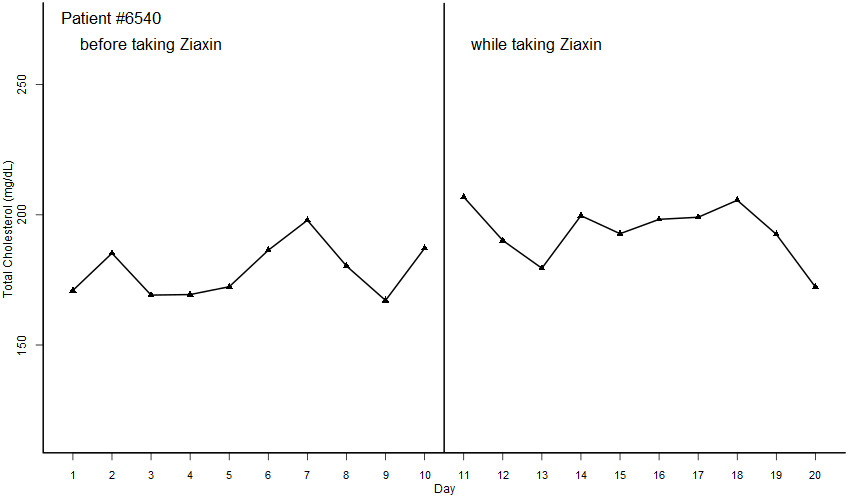 Patient #6540
before taking Ziaxin
while taking Ziaxin
Total Cholesterol (mg/dL)
250
200
150
1 2 3 4 5 6 7 8 9 10 11 12 13 14 15 16 17 18 19 20
Day